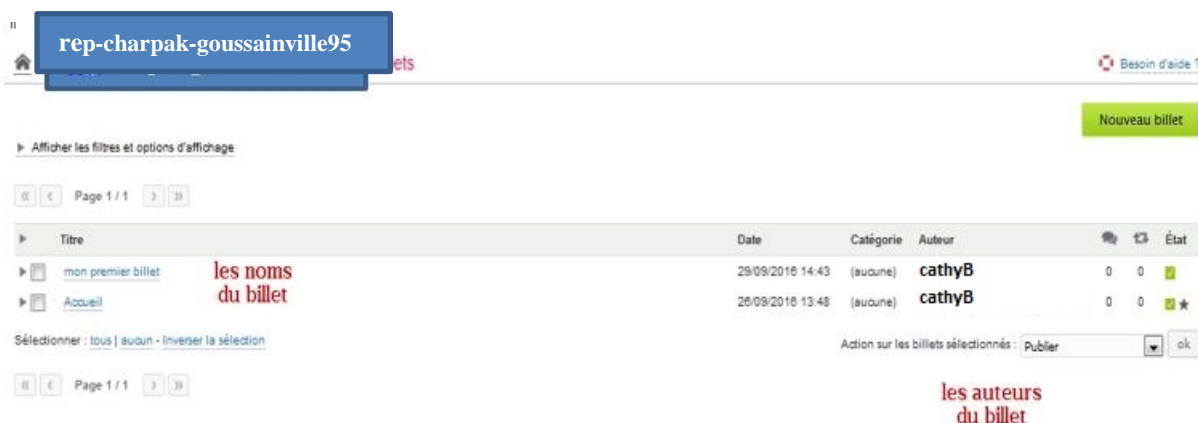 "
rep-charpak-goussainville95
ets
Besoin d'aide ?
Nouveau billet
Afficher les filtres et options d'affichage
« ‹ Page 1 / 1 › »
Titre Date Catégorie Auteur État
mon premier billet 29/09/2016 14:43 (aucune) cathyB 0 0
les noms
du billet
Accueil 26/09/2016 13:48 (aucune) cathyB 0 0
Sélectionner : tous | aucun - Inverser la sélection
Action sur les billets sélectionnés : Publier ok
« ‹ Page 1 / 1 › »
les auteurs
du billet